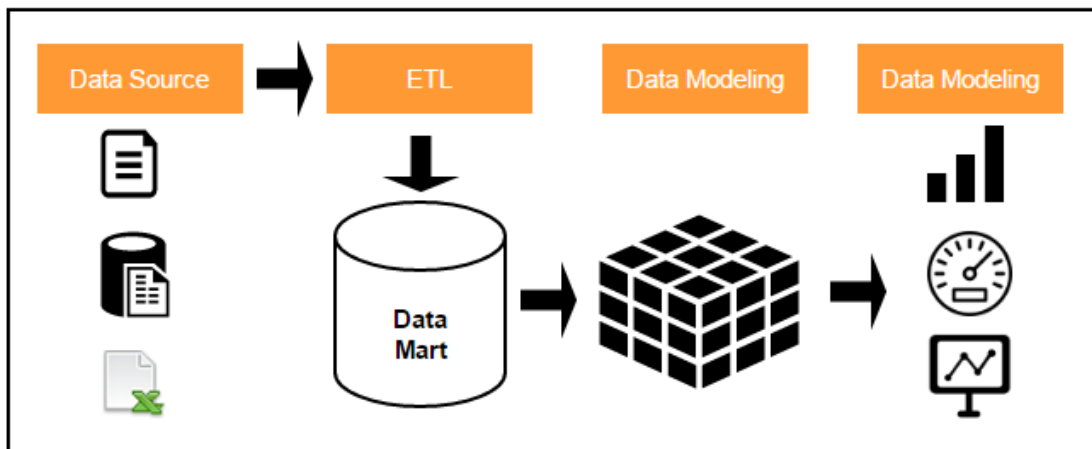 Data Source
ETL
Data Modeling
Data Modeling
Data
Mart